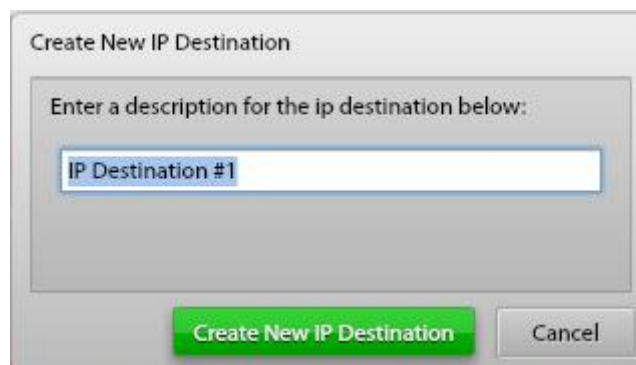 Create New IP Destination
Enter a description for the ip destination below:
IP Destination #1
Create New IP Destination
Cancel